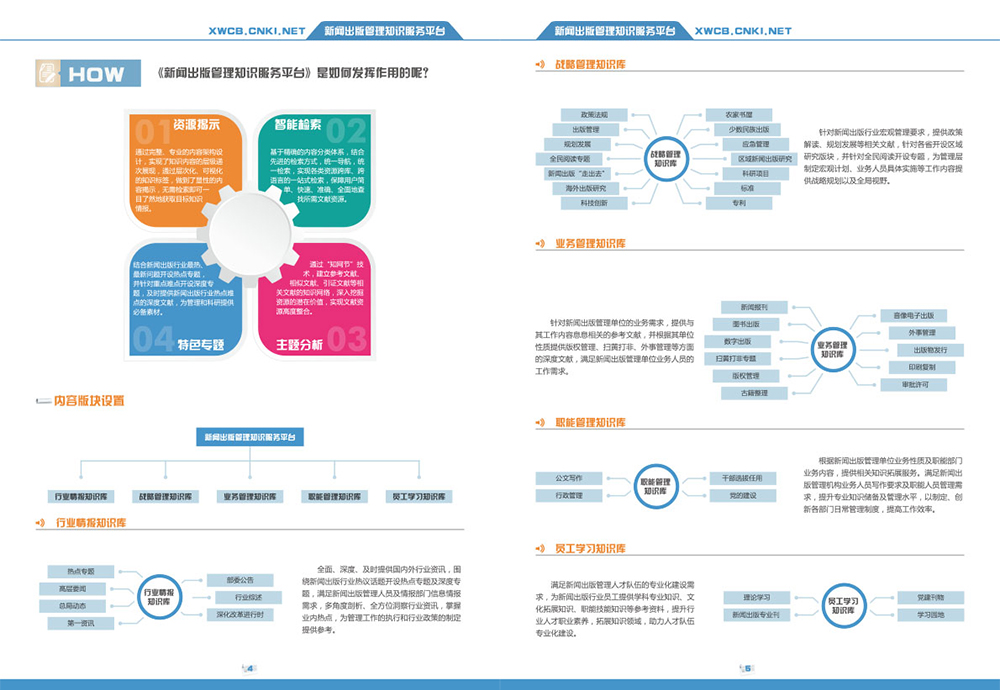 XWCB.CNKI.NET 新闻出版管理知识服务平台
HOW 《新闻出版管理知识服务平台》是如何发挥作用的呢？
01 资源揭示
通过完整、专业的内容架构设
计，实现了知识内容的层级递
次展现，通过层次化、可视化
的知识标签，做到了显性的内
容揭示，无需检索即可一
目了然地获取目标知识
情报。
智能检索 02
基于精确的内容分类体系，结合
先进的检索方式，统一导航，统
一检索，实现各类资源跨库、跨
语言的一站式检索，保障用户简
单、快速、准确、全面地查
找所需文献资源。
结合新闻出版行业最热、
最新问题开设热点专题，
并针对重点难点开设深度专
题，及时提供新闻出版行业热点难
点的深度文献，为管理和科研提供
必备素材。
04 特色专题
通过“知网节”技
术，建立参考文献、
相似文献、引证文献等相
关文献的知识网络，深入挖掘
资源的潜在价值，实现文献资
源高度整合。
主题分析 03
内容版块设置
新闻出版管理知识服务平台
行业情报知识库
战略管理知识库
业务管理知识库
职能管理知识库
员工学习知识库
行业情报知识库
热点专题
高层要闻
总局动态
第一资讯
行业情报
知识库
部委公告
行业综述
深化改革进行时
全面、深度、及时提供国内外行业资讯，围
绕新闻出版行业热议话题开设热点专题及深度专
题，满足新闻出版管理人员及情报部门信息情报
需求，多角度剖析、全方位洞察行业资讯，掌握
业内热点，为管理工作的执行和行业政策的制定
提供参考。
4
新闻出版管理知识服务平台 XWCB.CNKI.NET
战略管理知识库
政策法规
出版管理
规划发展
全民阅读专题
新闻出版“走出去”
海外出版研究
科技创新
战略管理
知识库
农家书屋
少数民族出版
应急管理
区域新闻出版研究
科研项目
标准
专利
针对新闻出版行业宏观管理要求，提供政策
解读、规划发展等相关文献，针对各省开设区域
研究版块，并针对全民阅读开设专题，为管理层
制定宏观计划、业务人员具体实施等工作内容提
供战略规划以及全局视野。
业务管理知识库
针对新闻出版管理单位的业务需求，提供与
其工作内容息息相关的参考文献，并根据其单位
性质提供版权管理、扫黄打非、外事管理等方面
的深度文献，满足新闻出版管理单位业务人员的
工作需求。
新闻报刊
图书出版
数字出版
扫黄打非专题
版权管理
古籍整理
业务管理
知识库
音像电子出版
外事管理
出版物发行
印刷复制
审批许可
职能管理知识库
公文写作
行政管理
职能管理
知识库
干部选拔任用
党的建设
根据新闻出版管理单位业务性质及职能部门
业务内容，提供相关知识拓展服务。满足新闻出
版管理机构业务人员写作要求及职能人员管理需
求，提升专业知识储备及管理水平，以制定、创
新各部门日常管理制度，提高工作效率。
员工学习知识库
满足新闻出版管理人才队伍的专业化建设需
求，为新闻出版行业员工提供学科专业知识、文
化拓展知识、职能技能知识等参考资料，提升行
业人才职业素养，拓展知识领域，助力人才队伍
专业化建设。
理论学习
新闻出版专业刊
员工学习
知识库
党建刊物
学习园地
5